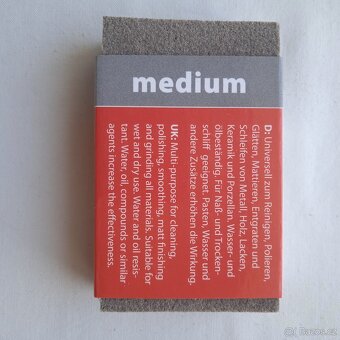 medium
D: Universell zum Reinigen, Polieren,
Glätten, Mattieren, Entgraten und
Schleifen von Metall, Holz, Lacken,
Keramik und Porzellan. Wasser- und
ölbeständig. Für Naß- und Trocken-
schliff geeignet. Pasten, Wasser und
andere Zusätze erhöhen die Wirkung.
UK: Multi-purpose for cleaning,
polishing, smoothing, matt finishing
and grinding all materials. Suitable for
wet and dry use. Water and oil resis-
tant. Water, oil, compounds or similar
agents increase the effectiveness.